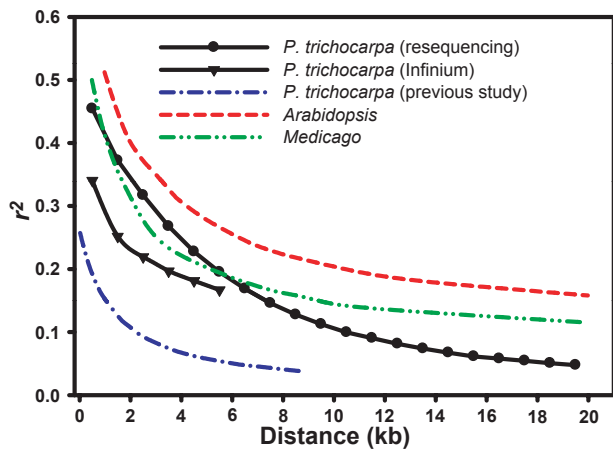 0.6
0.5
0.4
0.3
0.2
0.1
0.0
r²
P. trichocarpa (resequencing)
P. trichocarpa (Infinium)
P. trichocarpa (previous study)
Arabidopsis
Medicago
0 2 4 6 8 10 12 14 16 18 20
Distance (kb)